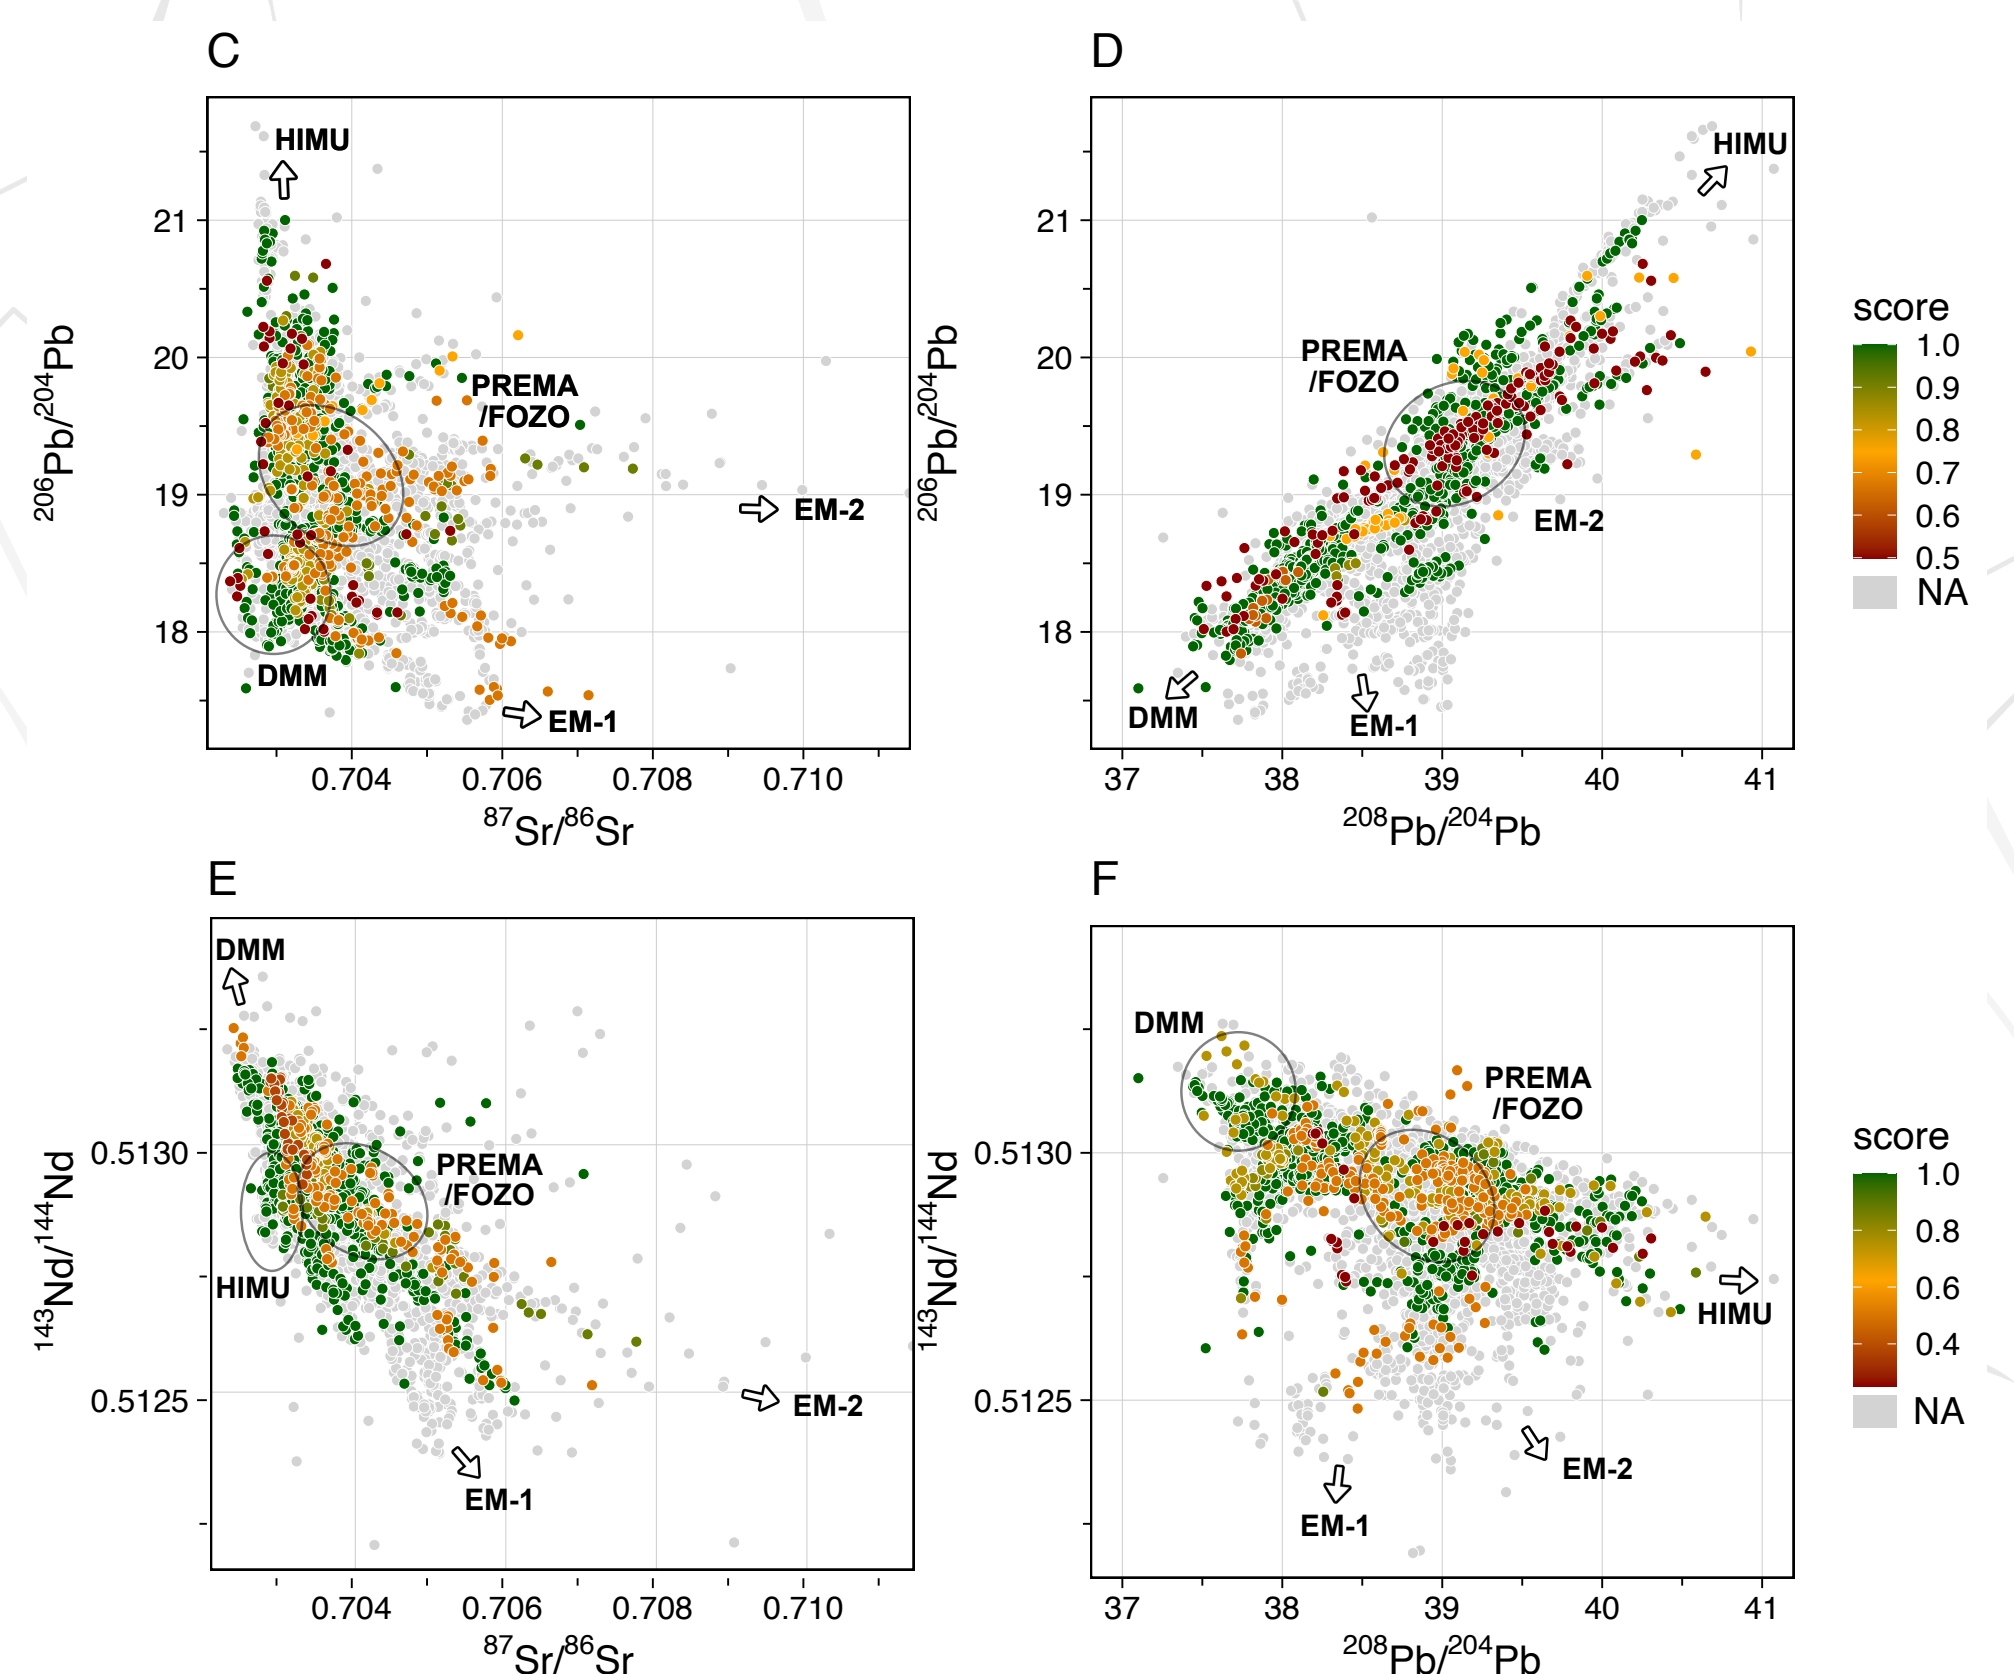 C
HIMU
PREMA
/FOZO
EM-2
DMM
EM-1
21
20
19
18
²⁰⁶Pb/²⁰⁴Pb
0.704
0.706
0.708
0.710
⁸⁷Sr/⁸⁶Sr
D
HIMU
PREMA
/FOZO
EM-2
DMM
EM-1
21
20
19
18
²⁰⁶Pb/²⁰⁴Pb
37
38
39
40
41
²⁰⁸Pb/²⁰⁴Pb
score
1.0
0.9
0.8
0.7
0.6
0.5
NA
E
DMM
PREMA
/FOZO
HIMU
EM-2
EM-1
0.5130
0.5125
¹⁴³Nd/¹⁴⁴Nd
0.704
0.706
0.708
0.710
⁸⁷Sr/⁸⁶Sr
F
DMM
PREMA
/FOZO
HIMU
EM-2
EM-1
0.5130
0.5125
¹⁴³Nd/¹⁴⁴Nd
37
38
39
40
41
²⁰⁸Pb/²⁰⁴Pb
score
1.0
0.8
0.6
0.4
NA